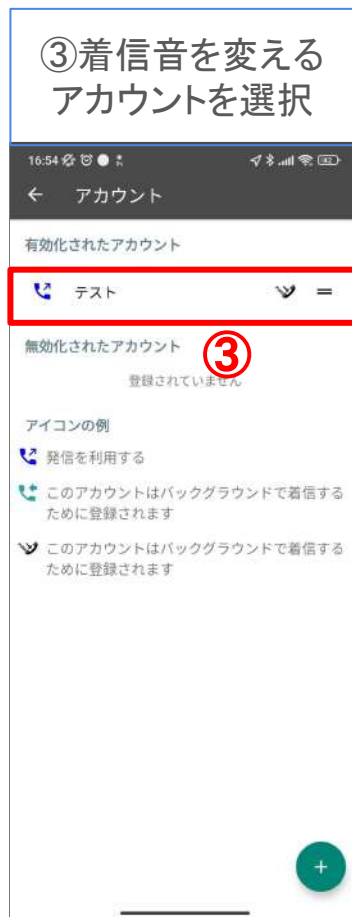 ③着信音を変える
アカウントを選択
16:54
42
アカウント
有効化されたアカウント
テスト
無効化されたアカウント
③
登録されていません
アイコンの例
発信を利用する
このアカウントはバックグラウンドで着信する
ために登録されます
このアカウントはバックグラウンドで着信する
ために登録されます
+